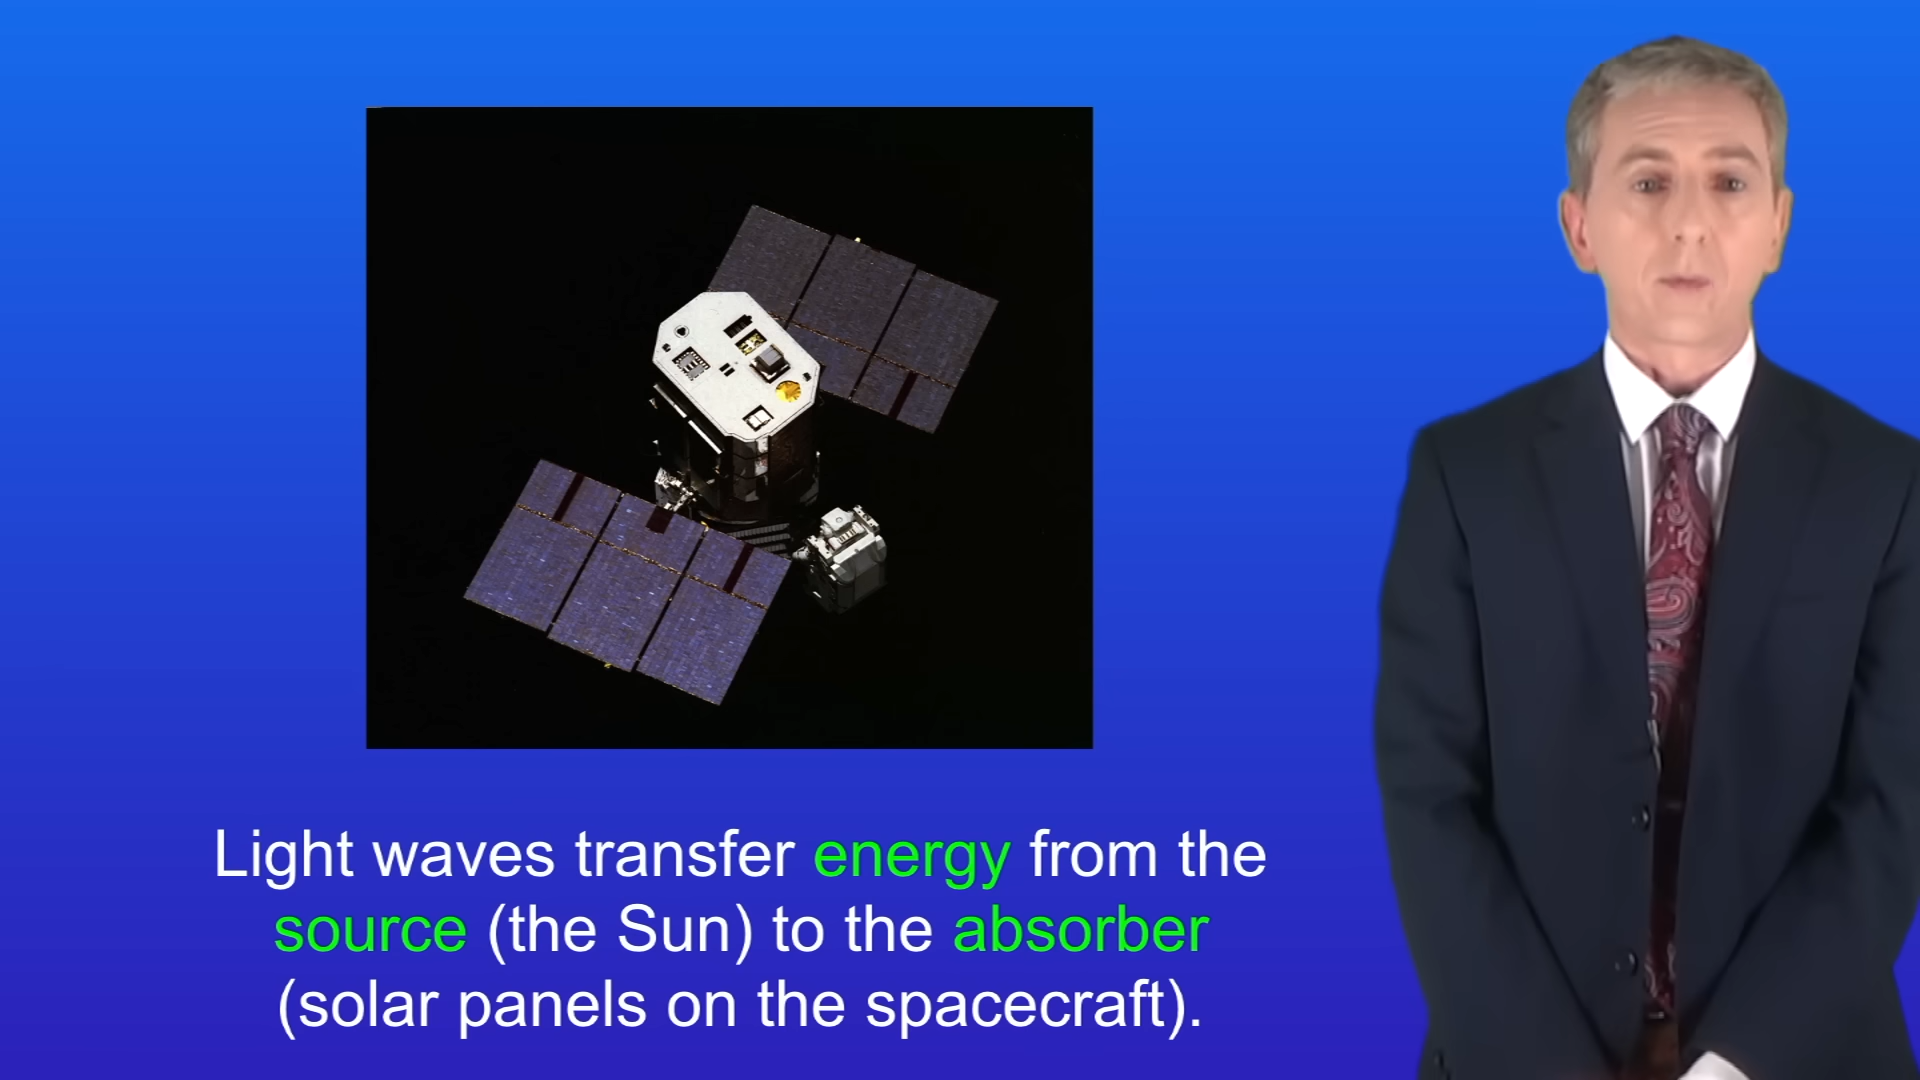 Light waves transfer energy from the
source (the Sun) to the absorber
(solar panels on the spacecraft).